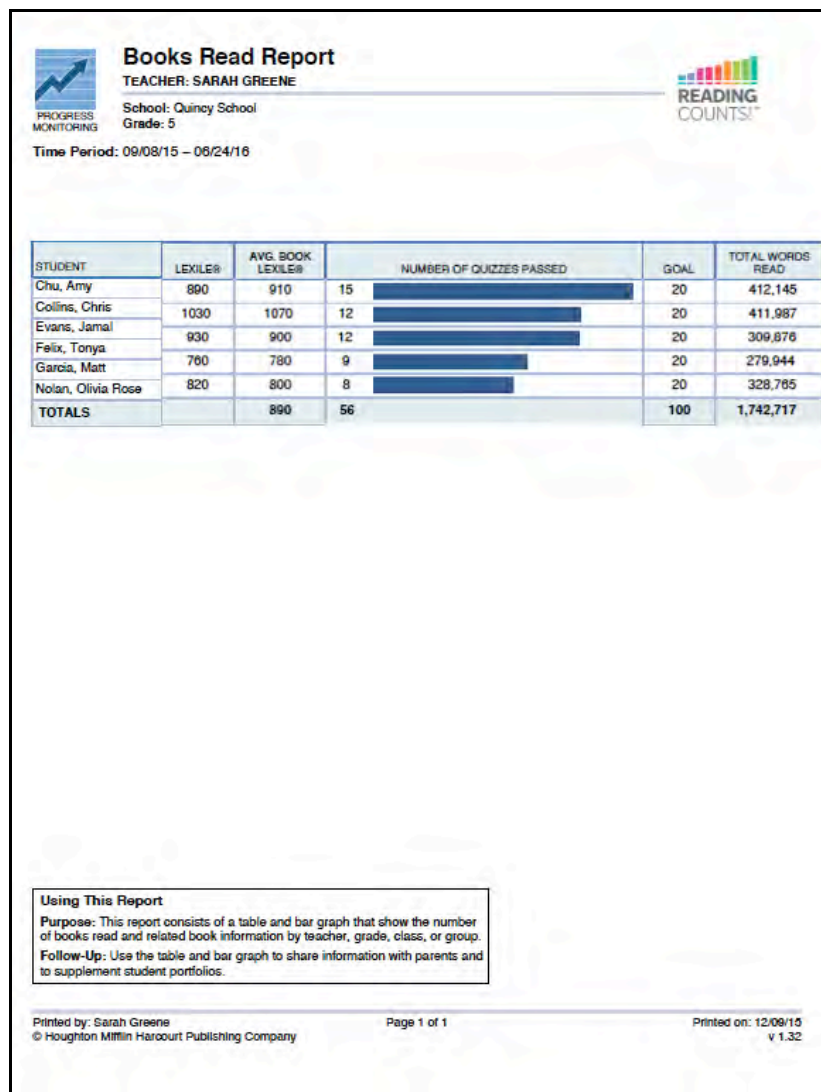 Books Read Report
TEACHER: SARAH GREENE
School: Quincy School
Grade: 5
PROGRESS
MONITORING
READING
COUNTS!™
Time Period: 09/08/15 – 06/24/16
STUDENT LEXILE® AVG. BOOK LEXILE® NUMBER OF QUIZZES PASSED GOAL TOTAL WORDS READ
Chu, Amy 890 910 15 20 412,145
Collins, Chris 1030 1070 12 20 411,987
Evans, Jamal 930 900 12 20 309,876
Felix, Tonya
Garcia, Matt 760 780 9 20 279,944
Nolan, Olivia Rose 820 800 8 20 328,765
TOTALS 890 56 100 1,742,717
Using This Report
Purpose: This report consists of a table and bar graph that show the number
of books read and related book information by teacher, grade, class, or group.
Follow-Up: Use the table and bar graph to share information with parents and
to supplement student portfolios.
Printed by: Sarah Greene Page 1 of 1 Printed on: 12/09/15
© Houghton Mifflin Harcourt Publishing Company v 1.32